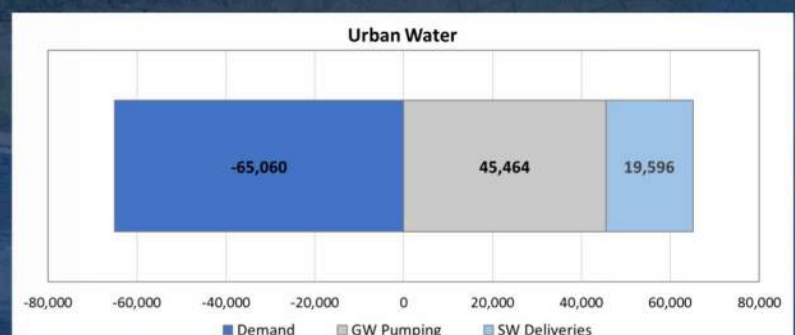 Urban Water
-65,060 45,464 19,596
-80,000 -60,000 -40,000 -20,000 0 20,000 40,000 60,000 80,000
Demand GW Pumping SW Deliveries